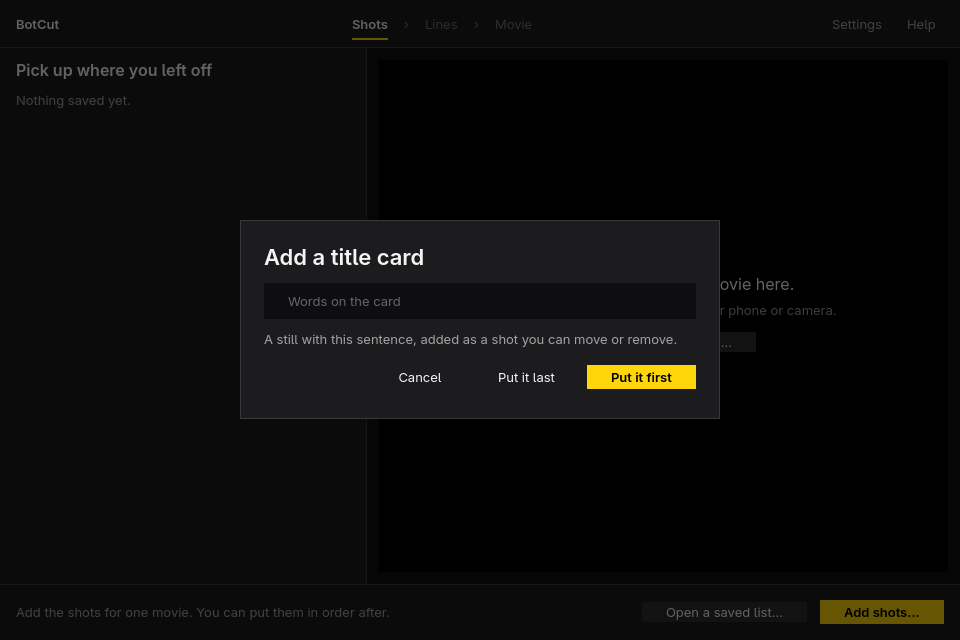 BotCut
Shots › Lines › Movie
Settings Help
Pick up where you left off
Nothing saved yet.
Add a title card
Words on the card
A still with this sentence, added as a shot you can move or remove.
Cancel Put it last Put it first
ovie here.
r phone or camera.
...
Add the shots for one movie. You can put them in order after.
Open a saved list...
Add shots...